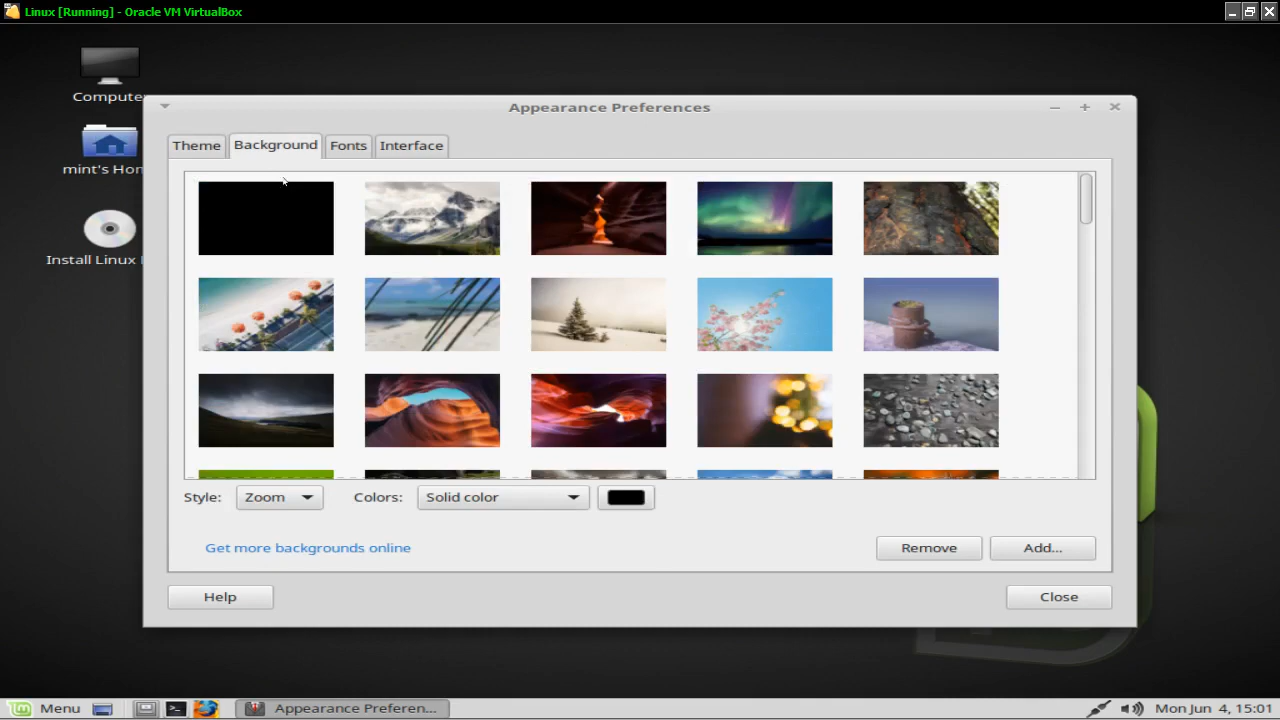 Linux [Running] - Oracle VM VirtualBox
Computer
mint's Hom
Install Linux
Appearance Preferences
Theme
Background
Fonts
Interface
Style:
Zoom
Colors:
Solid color
Get more backgrounds online
Remove
Add...
Help
Close
Menu
Appearance Preferen...
Mon Jun 4, 15:01